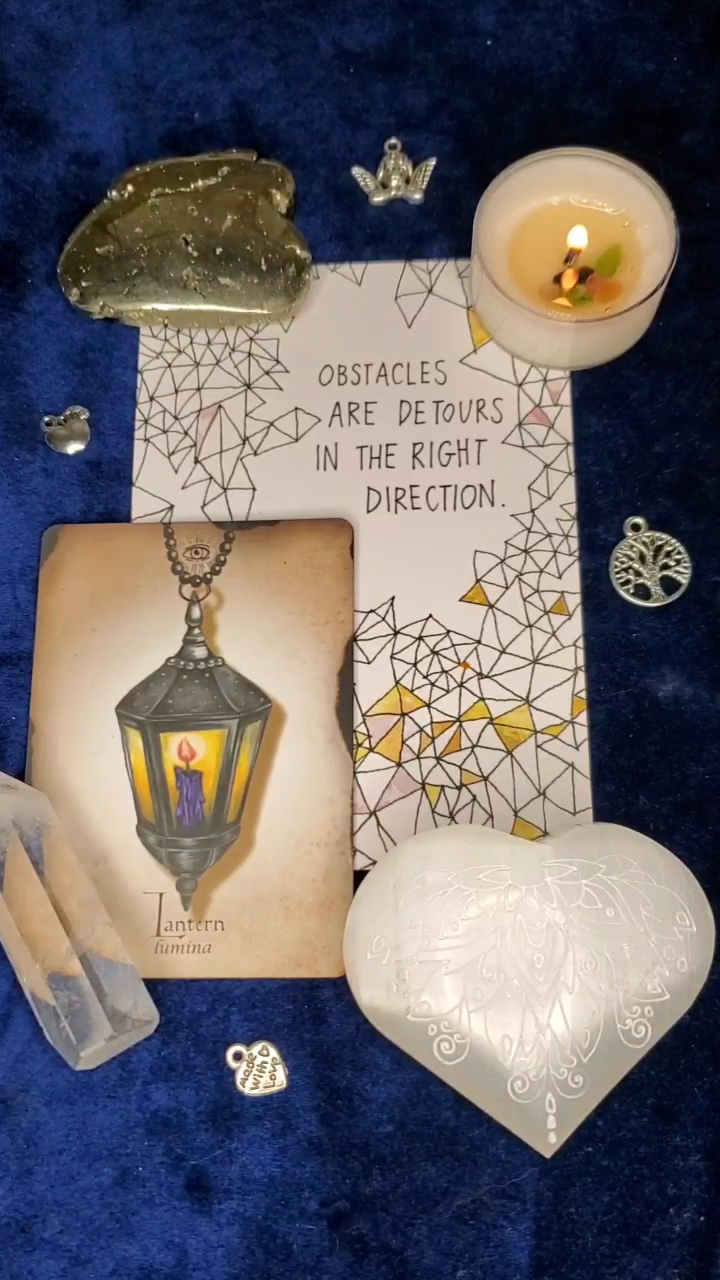 OBSTACLES
ARE DETOURS
IN THE RIGHT
DIRECTION.
Lantern
lumina
Made
With
Love